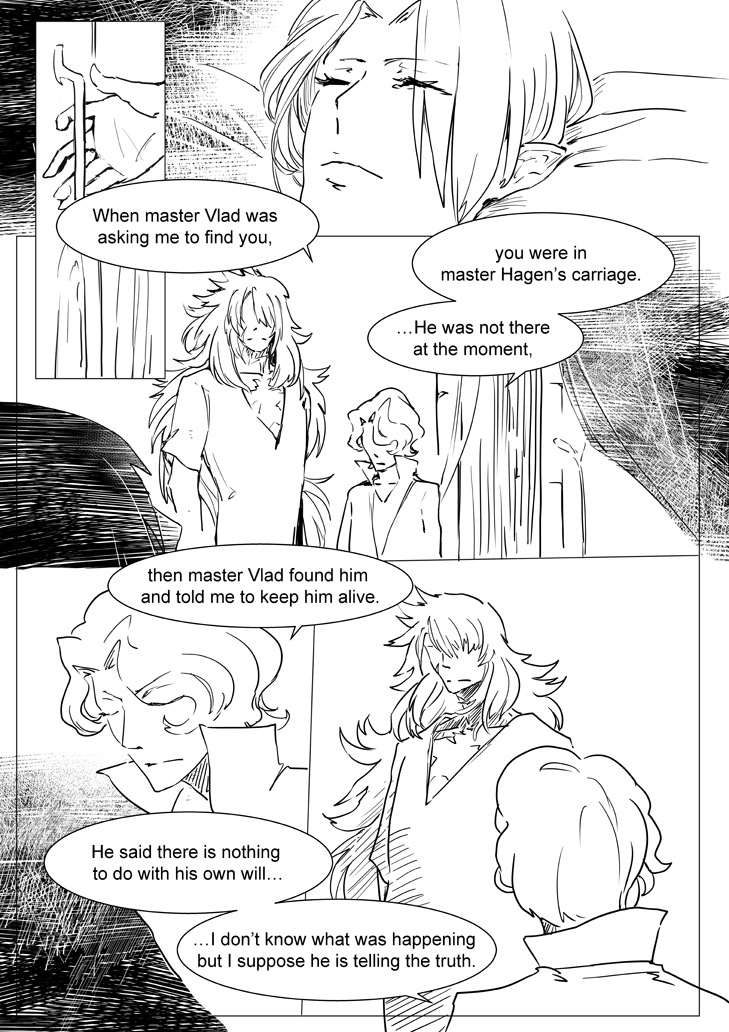 When master Vlad was
asking me to find you,
you were in
master Hagen's carriage.
...He was not there
at the moment,
then master Vlad found him
and told me to keep him alive.
He said there is nothing
to do with his own will...
...I don't know what was happening
but I suppose he is telling the truth.